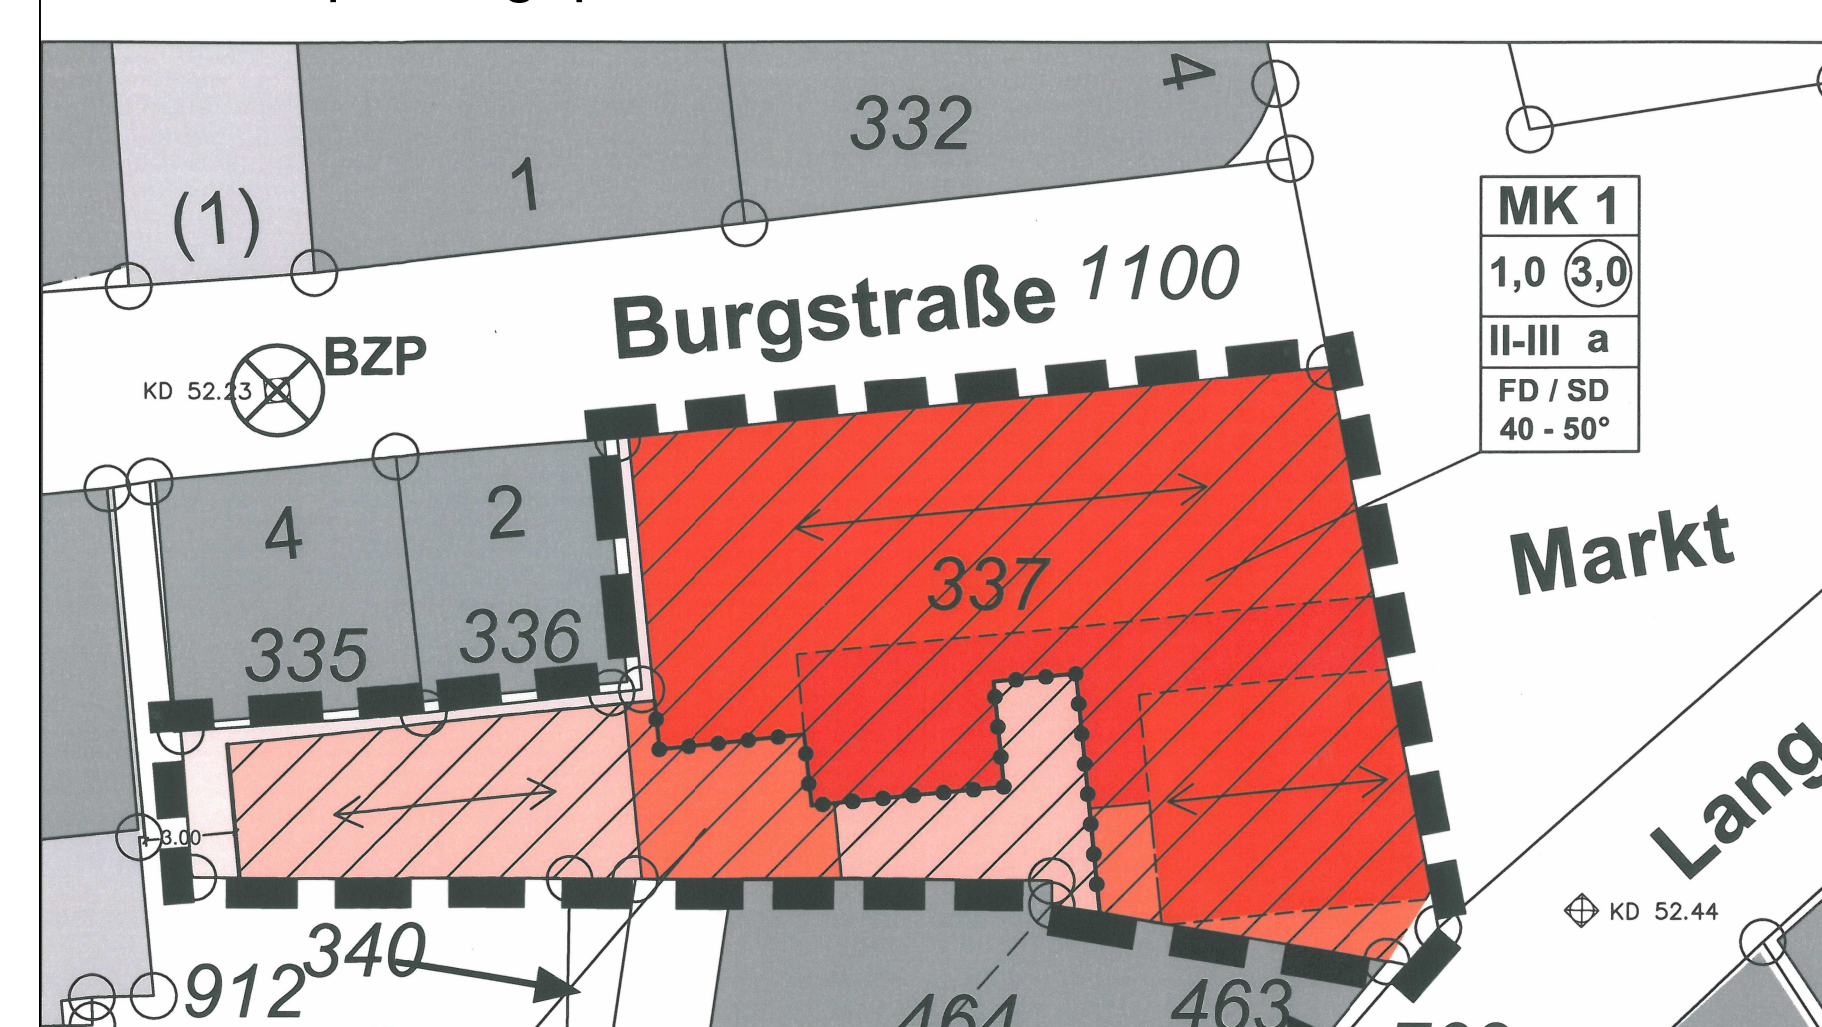 4
332
1
(1)
MK 1
1,0 3,0
II-III a
FD / SD
40 - 50°
Burgstraße 1100
BZP
KD 52.23
4
2
335
336
337
Markt
Lang
3.00
KD 52.44
340
912
464
463